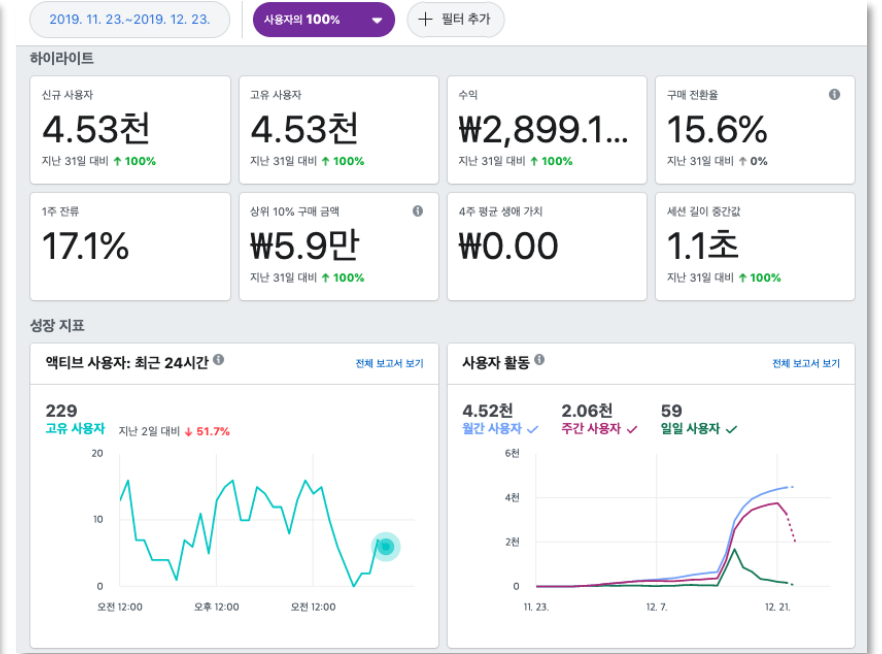 2019. 11. 23.~2019. 12. 23.
사용자의 100%
필터 추가
하이라이트
신규 사용자
4.53천
지난 31일 대비 ↑ 100%
고유 사용자
4.53천
지난 31일 대비 ↑ 100%
수익
₩2,899.1...
지난 31일 대비 ↑ 100%
구매 전환율
15.6%
지난 31일 대비 ↑ 0%
1주 잔류
17.1%
상위 10% 구매 금액
₩5.9만
지난 31일 대비 ↑ 100%
4주 평균 생애 가치
₩0.00
세션 길이 중간값
1.1초
지난 31일 대비 ↑ 100%
성장 지표
액티브 사용자: 최근 24시간
전체 보고서 보기
229
고유 사용자
지난 2일 대비 ↓ 51.7%
20
10
0
오전 12:00
오후 12:00
오전 12:00
사용자 활동
전체 보고서 보기
4.52천
월간 사용자
2.06천
주간 사용자
59
일일 사용자
6천
4천
2천
0
11. 23.
12. 7.
12. 21.